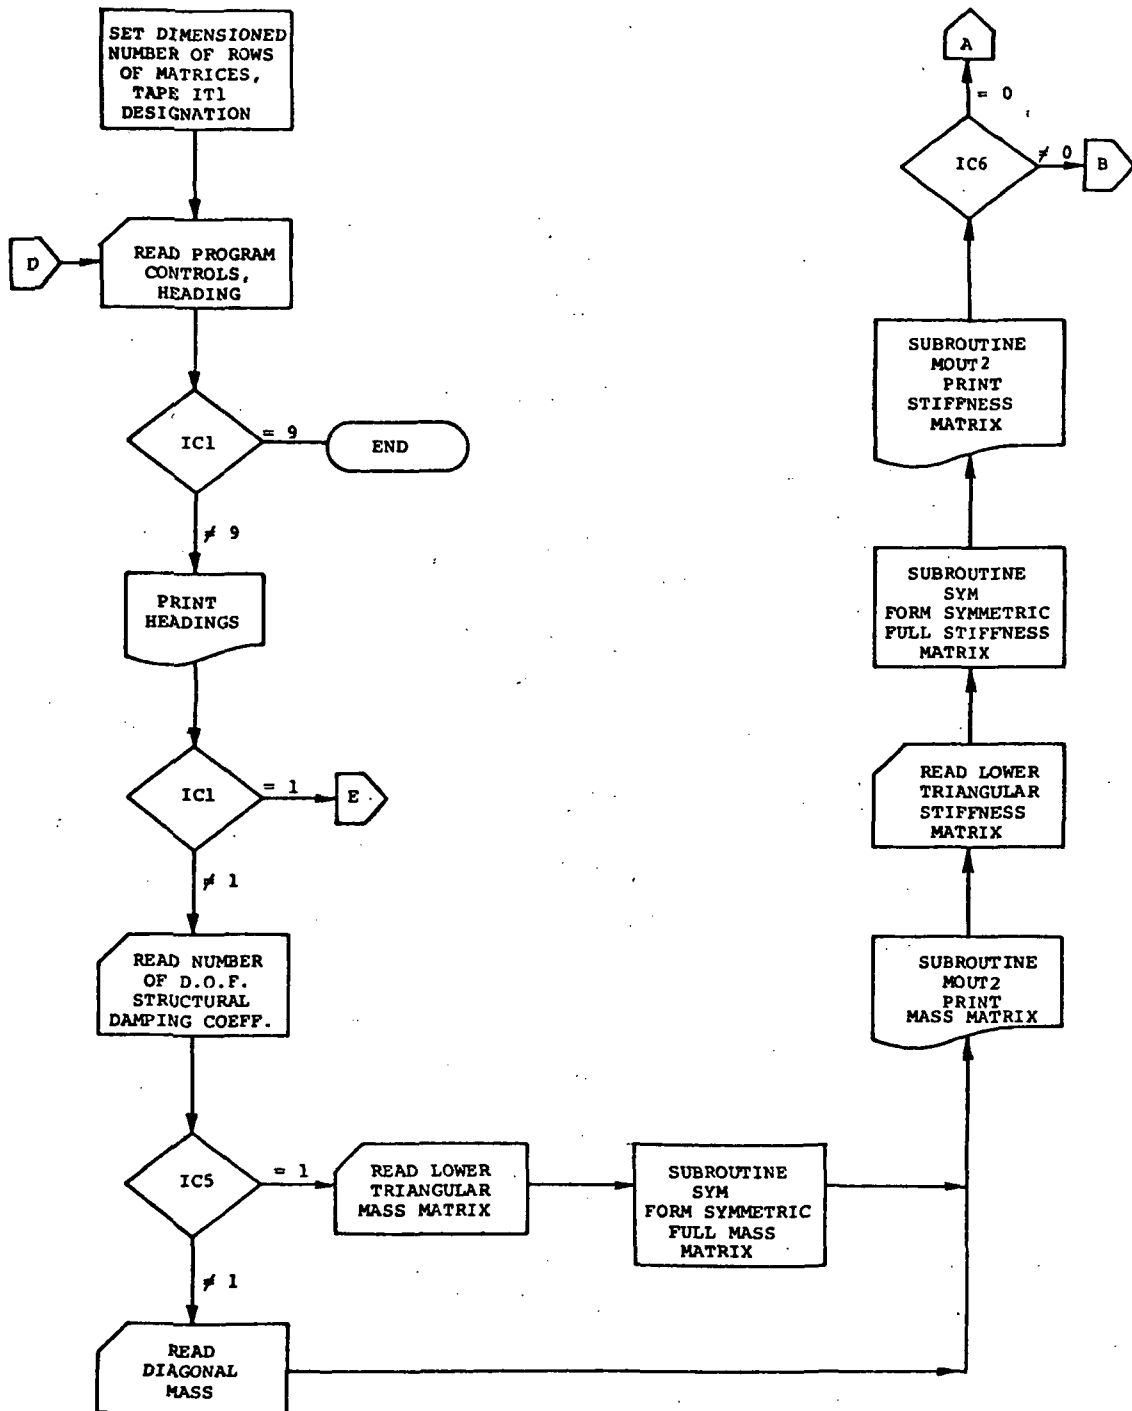 SET DIMENSIONED
NUMBER OF ROWS
OF MATRICES,
TAPE IT1
DESIGNATION
D
READ PROGRAM
CONTROLS,
HEADING
IC1
= 9
END
≠ 9
PRINT
HEADINGS
IC1
= 1
E
≠ 1
READ NUMBER
OF D.O.F.
STRUCTURAL
DAMPING COEFF.
IC5
= 1
READ LOWER
TRIANGULAR
MASS MATRIX
SUBROUTINE
SYM
FORM SYMMETRIC
FULL MASS
MATRIX
≠ 1
READ
DIAGONAL
MASS
SUBROUTINE
MOUT2
PRINT
MASS MATRIX
READ LOWER
TRIANGULAR
STIFFNESS
MATRIX
SUBROUTINE
SYM
FORM SYMMETRIC
FULL STIFFNESS
MATRIX
SUBROUTINE
MOUT2
PRINT
STIFFNESS
MATRIX
IC6
≠ 0
B
= 0
A